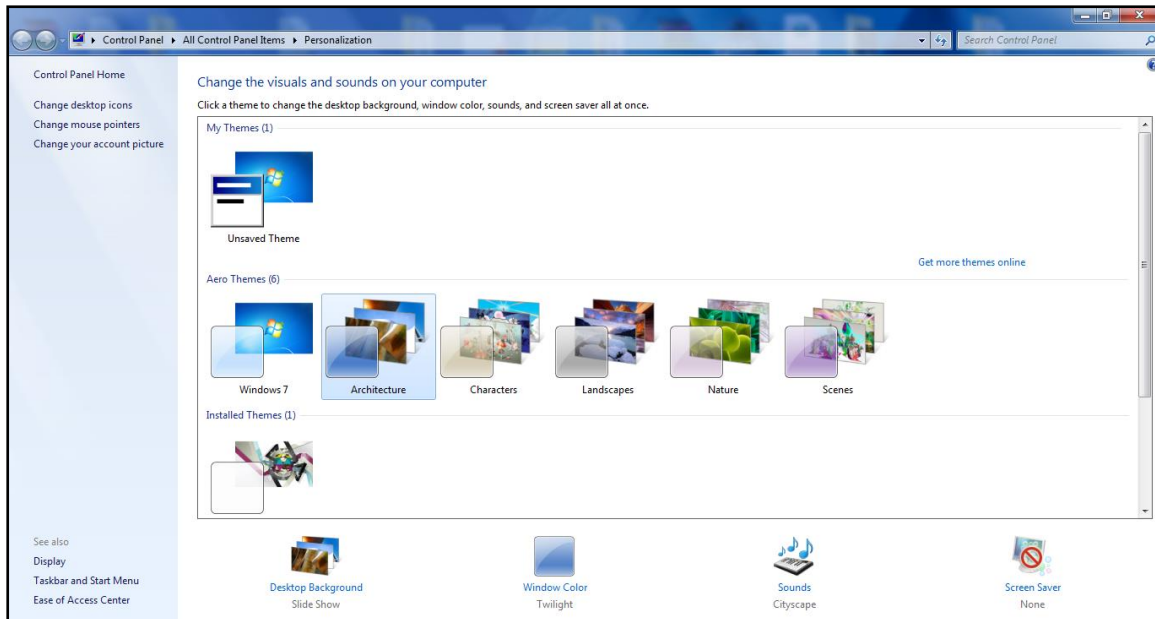 Control Panel ▸ All Control Panel Items ▸ Personalization
Search Control Panel
Control Panel Home
Change desktop icons
Change mouse pointers
Change your account picture
Change the visuals and sounds on your computer
Click a theme to change the desktop background, window color, sounds, and screen saver all at once.
My Themes (1)
Unsaved Theme
Get more themes online
Aero Themes (6)
Windows 7
Architecture
Characters
Landscapes
Nature
Scenes
Installed Themes (1)
See also
Display
Taskbar and Start Menu
Ease of Access Center
Desktop Background
Slide Show
Window Color
Twilight
Sounds
Cityscape
Screen Saver
None